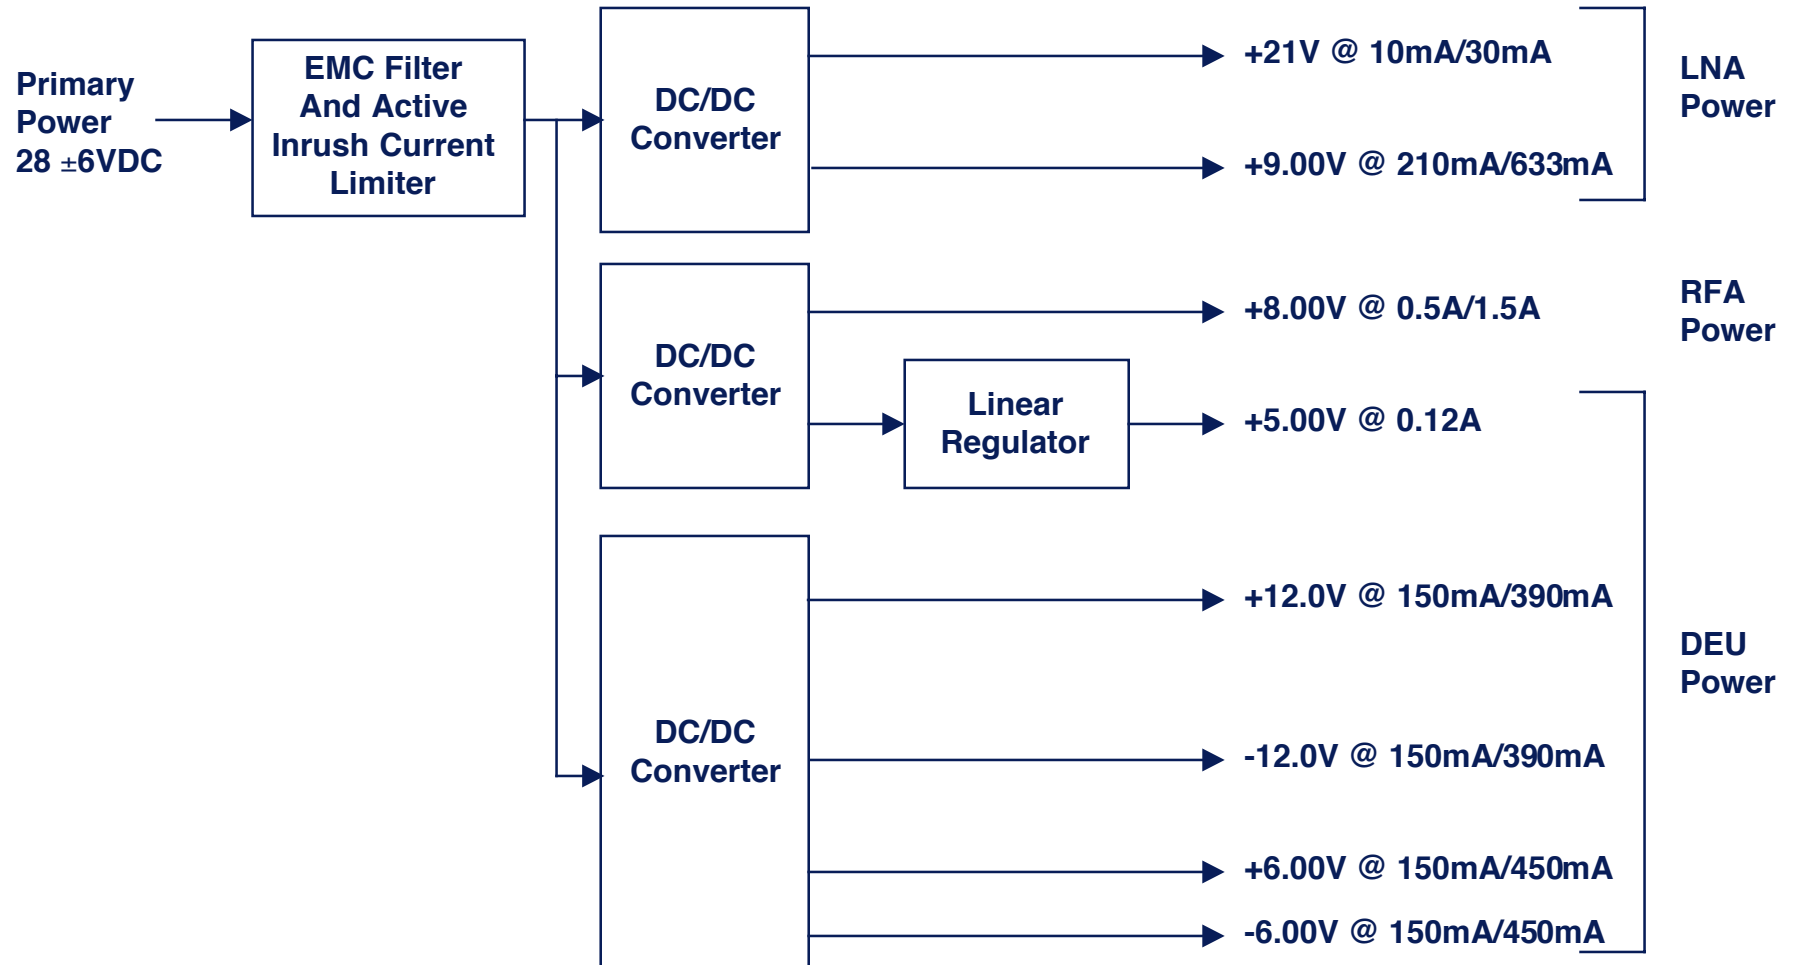 Primary
Power
28 ±6VDC
EMC Filter
And Active
Inrush Current
Limiter
DC/DC
Converter
+21V @ 10mA/30mA
+9.00V @ 210mA/633mA
LNA
Power
DC/DC
Converter
+8.00V @ 0.5A/1.5A
RFA
Power
Linear
Regulator
+5.00V @ 0.12A
DC/DC
Converter
+12.0V @ 150mA/390mA
-12.0V @ 150mA/390mA
+6.00V @ 150mA/450mA
-6.00V @ 150mA/450mA
DEU
Power